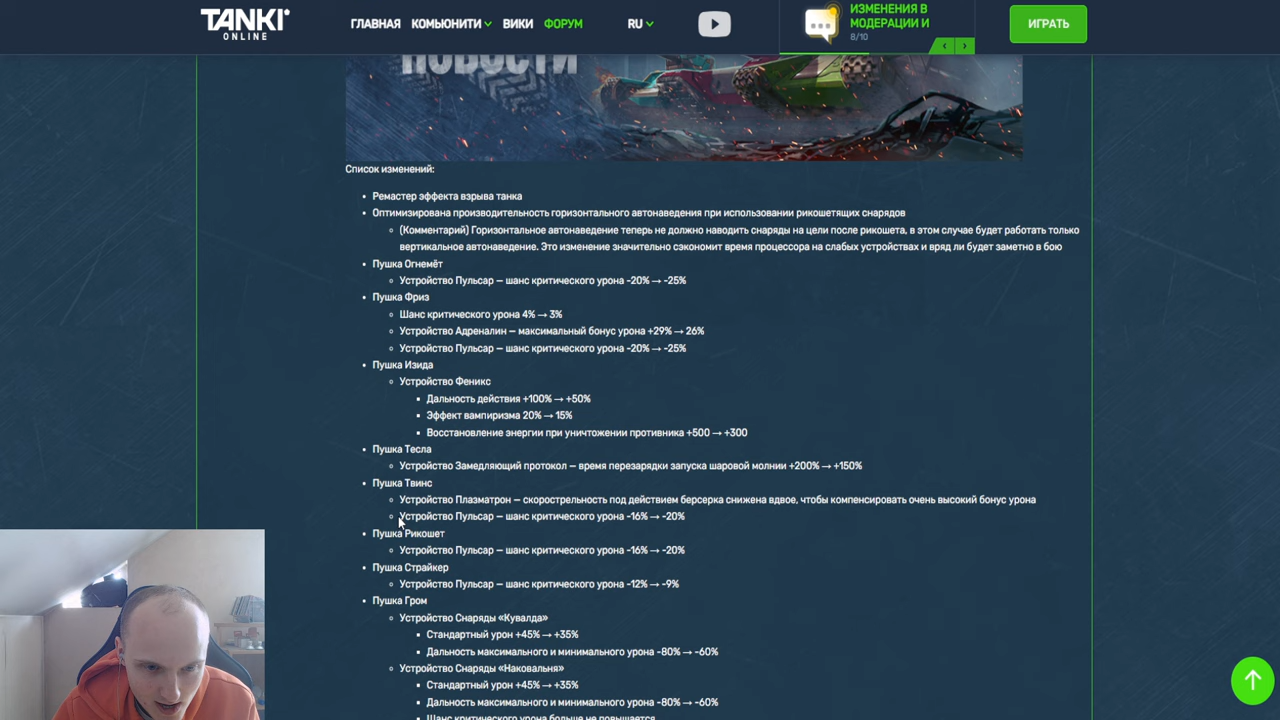 TANKI
ONLINE
ГЛАВНАЯ
КОМЬЮНИТИ
ВИКИ
ФОРУМ
RU
ИЗМЕНЕНИЯ В
МОДЕРАЦИИ И
8/10
ИГРАТЬ
НОВОСТИ
Список изменений:
Ремастер эффекта взрыва танка
Оптимизирована производительность горизонтального автонаведения при использовании рикошетящих снарядов
(Комментарий) Горизонтальное автонаведение теперь не должно наводить снаряды на цели после рикошета, в этом случае будет работать только
вертикальное автонаведение. Это изменение значительно сэкономит время процессора на слабых устройствах и вряд ли будет заметно в бою
Пушка Огнемёт
Устройство Пульсар — шанс критического урона -20% → -25%
Пушка Фриз
Шанс критического урона 4% → 3%
Устройство Адреналин — максимальный бонус урона +29% → 26%
Устройство Пульсар — шанс критического урона -20% → -25%
Пушка Изида
Устройство Феникс
Дальность действия +100% → +50%
Эффект вампиризма 20% → 15%
Восстановление энергии при уничтожении противника +500 → +300
Пушка Тесла
Устройство Замедляющий протокол — время перезарядки запуска шаровой молнии +200% → +150%
Пушка Твинс
Устройство Плазматрон — скорострельность под действием берсерка снижена вдвое, чтобы компенсировать очень высокий бонус урона
Устройство Пульсар — шанс критического урона -16% → -20%
Пушка Рикошет
Устройство Пульсар — шанс критического урона -16% → -20%
Пушка Страйкер
Устройство Пульсар — шанс критического урона -12% → -9%
Пушка Гром
Устройство Снаряды «Кувалда»
Стандартный урон +45% → +35%
Дальность максимального и минимального урона -80% → -60%
Устройство Снаряды «Наковальня»
Стандартный урон +45% → +35%
Дальность максимального и минимального урона -80% → -60%
Шанс критического урона больше не повышается